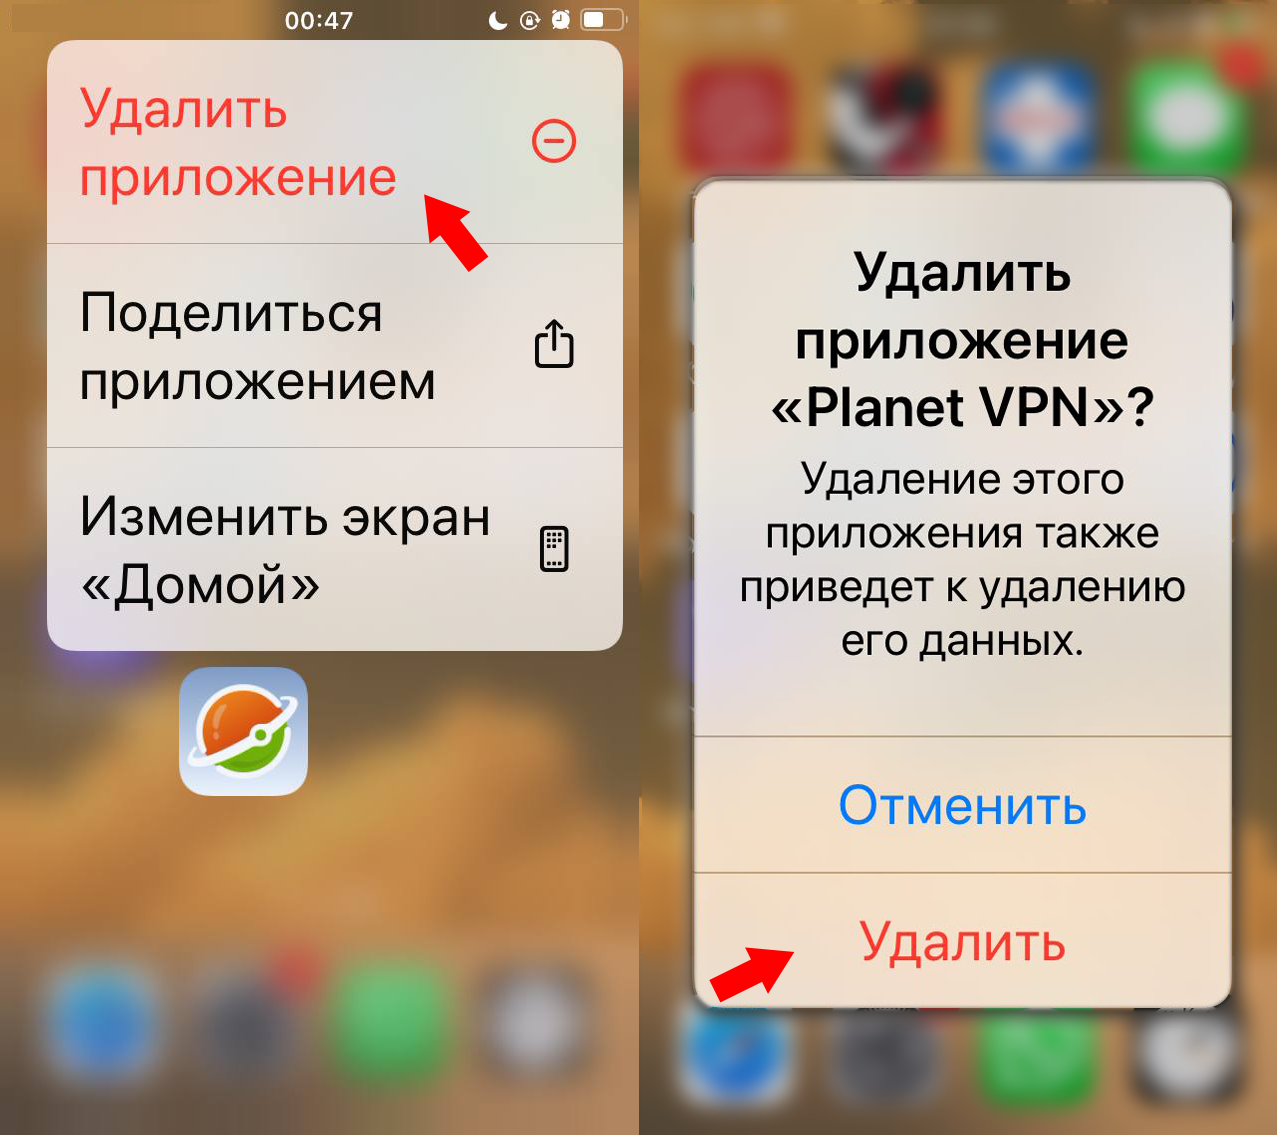 00:47
Удалить
приложение
Поделиться
приложением
Изменить экран
«Домой»
Удалить
приложение
«Planet VPN»?
Удаление этого
приложения также
приведет к удалению
его данных.
Отменить
Удалить